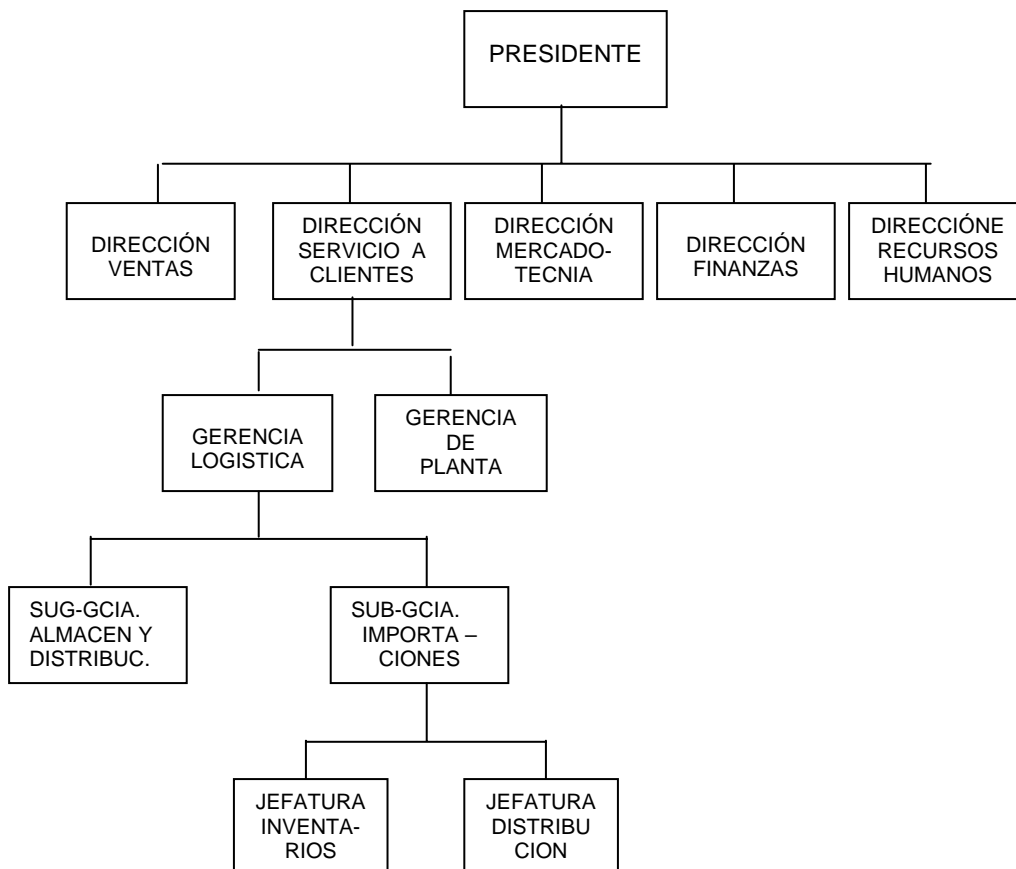 PRESIDENTE
DIRECCIÓN
VENTAS
DIRECCIÓN
SERVICIO A
CLIENTES
DIRECCIÓN
MERCADO-
TECNIA
DIRECCIÓN
FINANZAS
DIRECCIÓNE
RECURSOS
HUMANOS
GERENCIA
LOGISTICA
GERENCIA
DE
PLANTA
SUG-GCIA.
ALMACEN Y
DISTRIBUC.
SUB-GCIA.
IMPORTA –
CIONES
JEFATURA
INVENTA-
RIOS
JEFATURA
DISTRIBU
CION